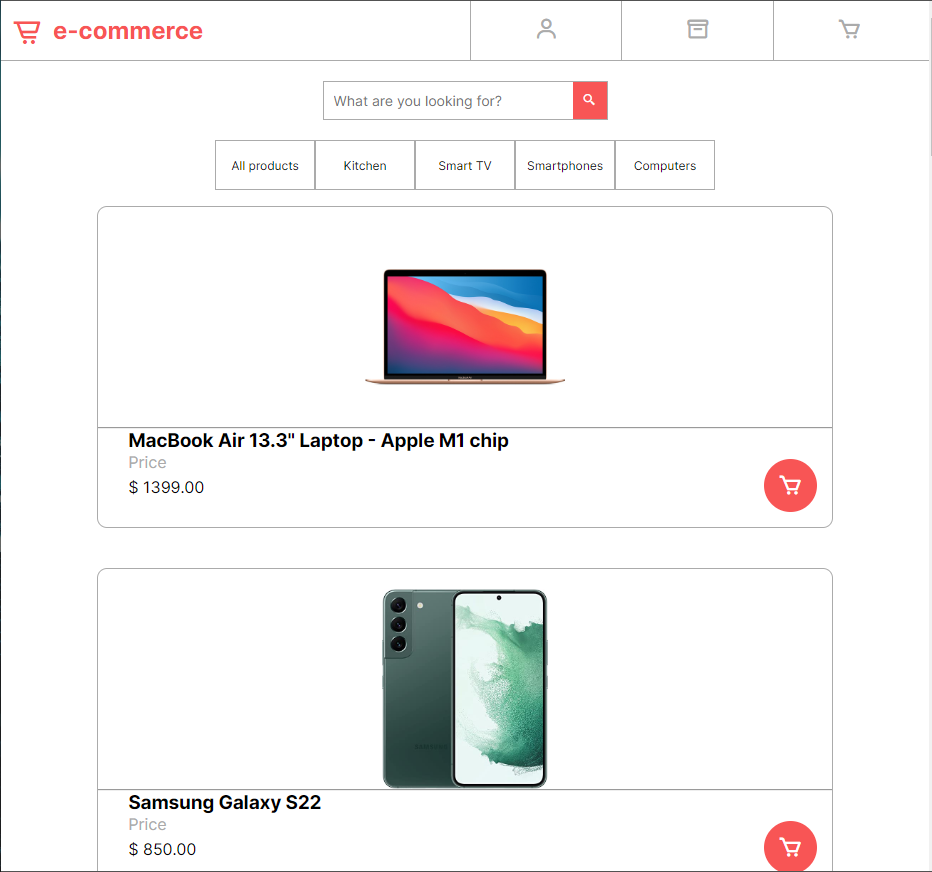 e-commerce
What are you looking for?
All products Kitchen Smart TV Smartphones Computers
MacBook Air 13.3" Laptop - Apple M1 chip
Price
$ 1399.00
Samsung Galaxy S22
Price
$ 850.00